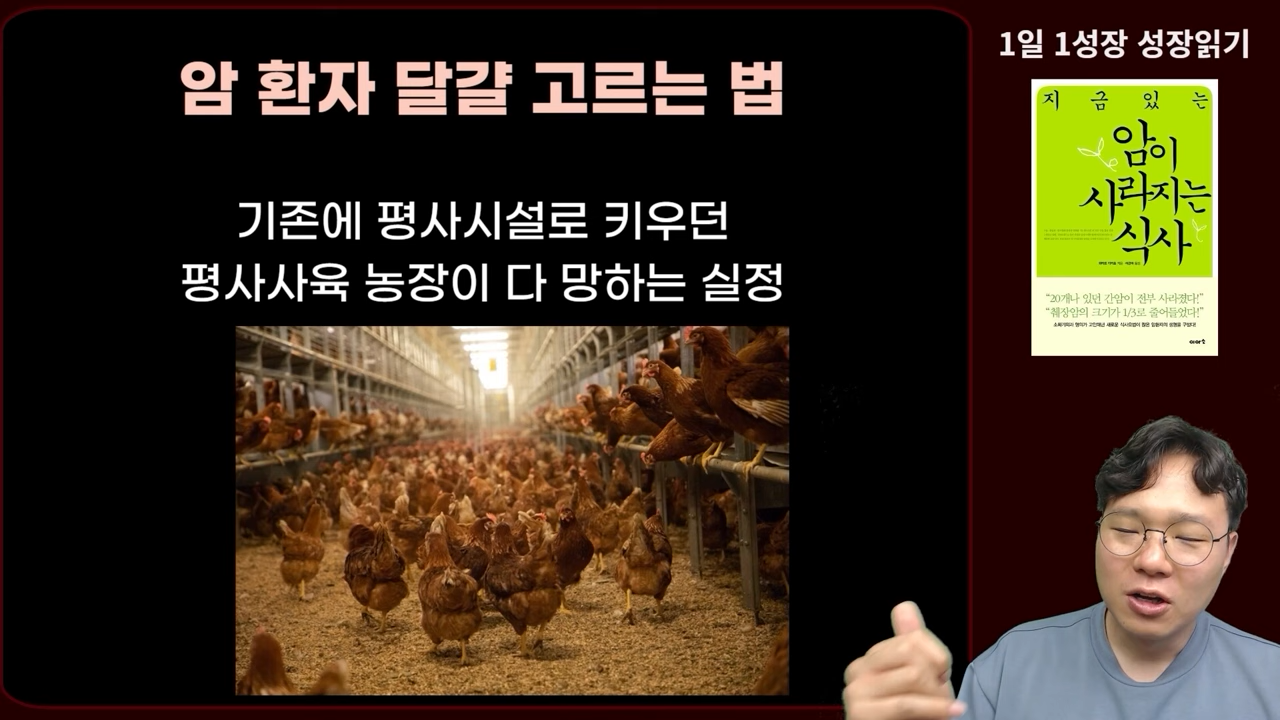 암 환자 달걀 고르는 법
기존에 평사시설로 키우던
평사사육 농장이 다 망하는 실정
1일 1성장 성장읽기
지금있는
암이
사라지는
식사
“20개나 있던 간암이 전부 사라졌다!”
“췌장암의 크기가 1/3로 줄어들었다!”